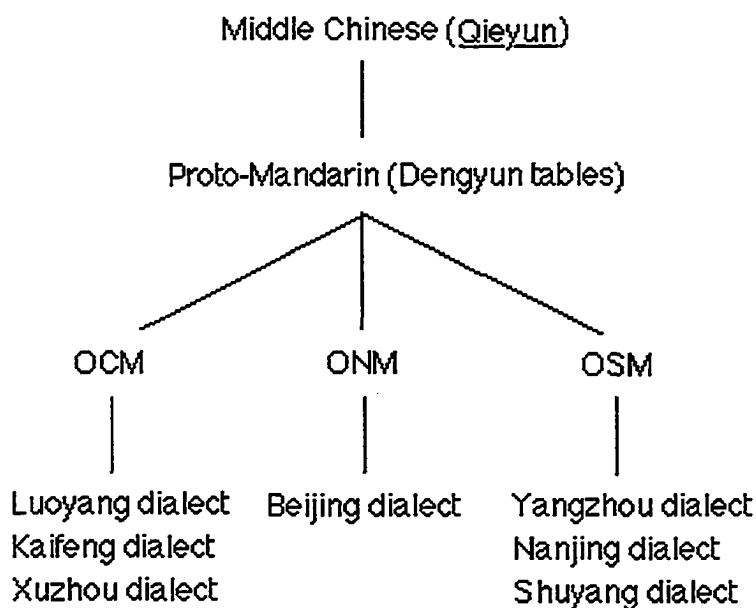 Middle Chinese (Qieyun)
Proto-Mandarin (Dengyun tables)
OCM ONM OSM
Luoyang dialect Beijing dialect Yangzhou dialect
Kaifeng dialect Nanjing dialect
Xuzhou dialect Shuyang dialect